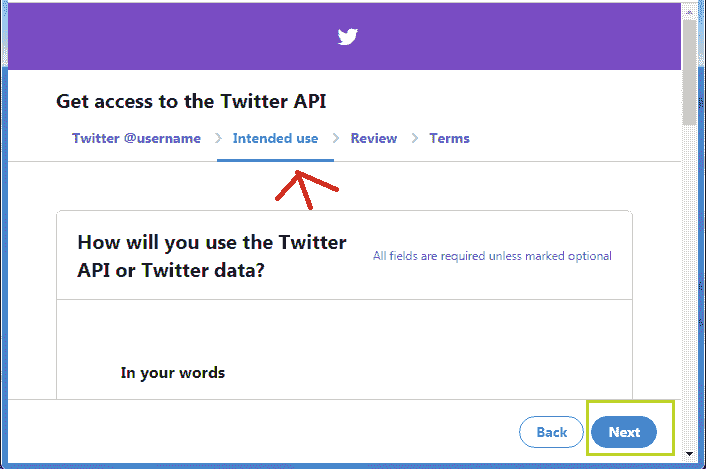 Get access to the Twitter API
Twitter @username > Intended use > Review > Terms
How will you use the Twitter
API or Twitter data?
All fields are required unless marked optional
In your words
Back Next